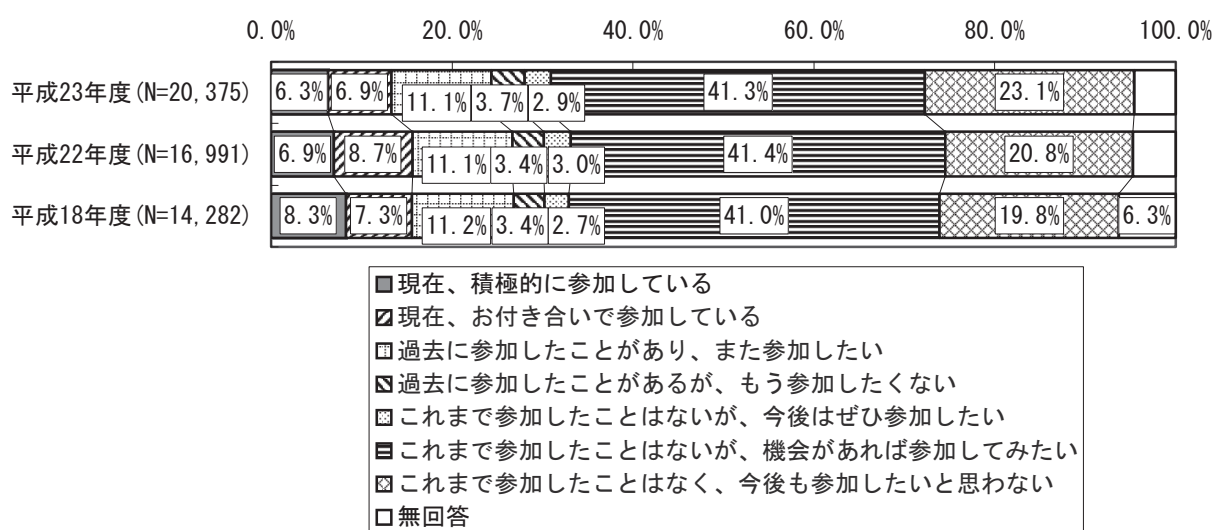 0.0% 20.0% 40.0% 60.0% 80.0% 100.0%
平成23年度(N=20,375) 6.3% 6.9% 11.1% 3.7% 2.9% 41.3% 23.1%
平成22年度(N=16,991) 6.9% 8.7% 11.1% 3.4% 3.0% 41.4% 20.8%
平成18年度(N=14,282) 8.3% 7.3% 11.2% 3.4% 2.7% 41.0% 19.8% 6.3%
現在、積極的に参加している
現在、お付き合いで参加している
過去に参加したことがあり、また参加したい
過去に参加したことがあるが、もう参加したくない
これまで参加したことはないが、今後はぜひ参加したい
これまで参加したことはないが、機会があれば参加してみたい
これまで参加したことはなく、今後も参加したいと思わない
無回答